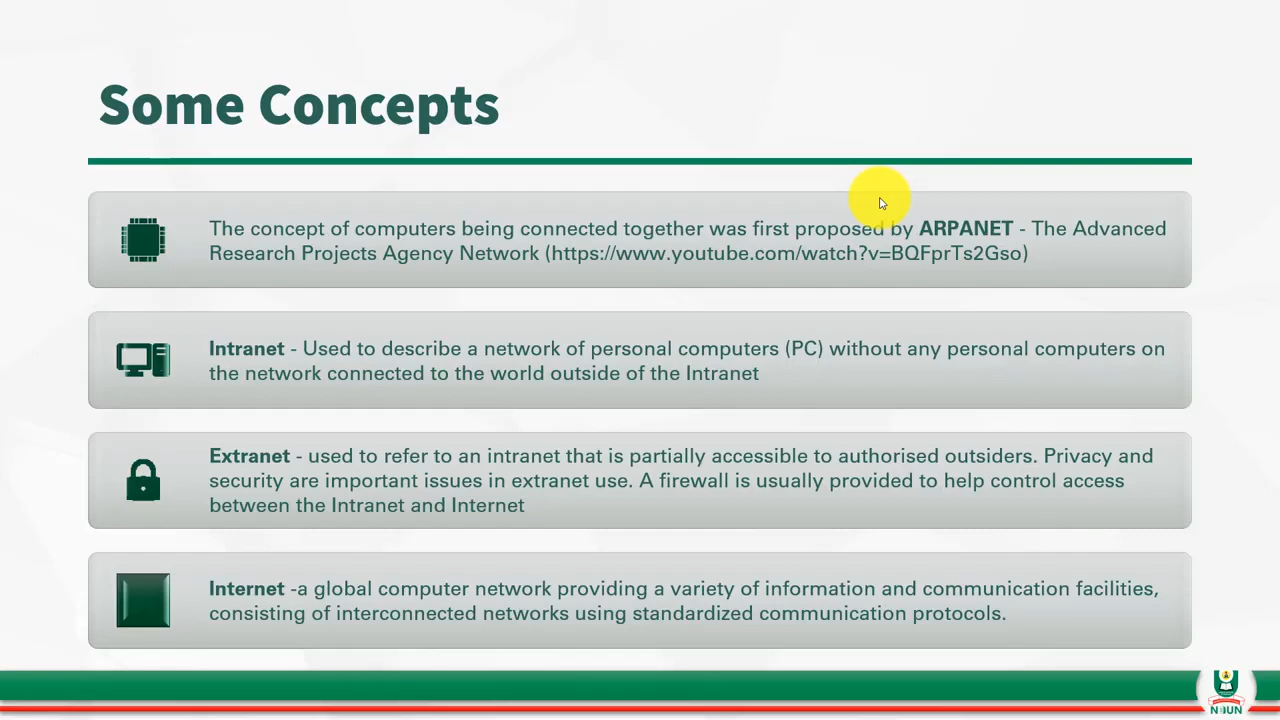 Some Concepts
The concept of computers being connected together was first proposed by ARPANET - The Advanced
Research Projects Agency Network (https://www.youtube.com/watch?v=BQFprTs2Gso)
Intranet - Used to describe a network of personal computers (PC) without any personal computers on
the network connected to the world outside of the Intranet
Extranet - used to refer to an intranet that is partially accessible to authorised outsiders. Privacy and
security are important issues in extranet use. A firewall is usually provided to help control access
between the Intranet and Internet
Internet -a global computer network providing a variety of information and communication facilities,
consisting of interconnected networks using standardized communication protocols.
NOUN